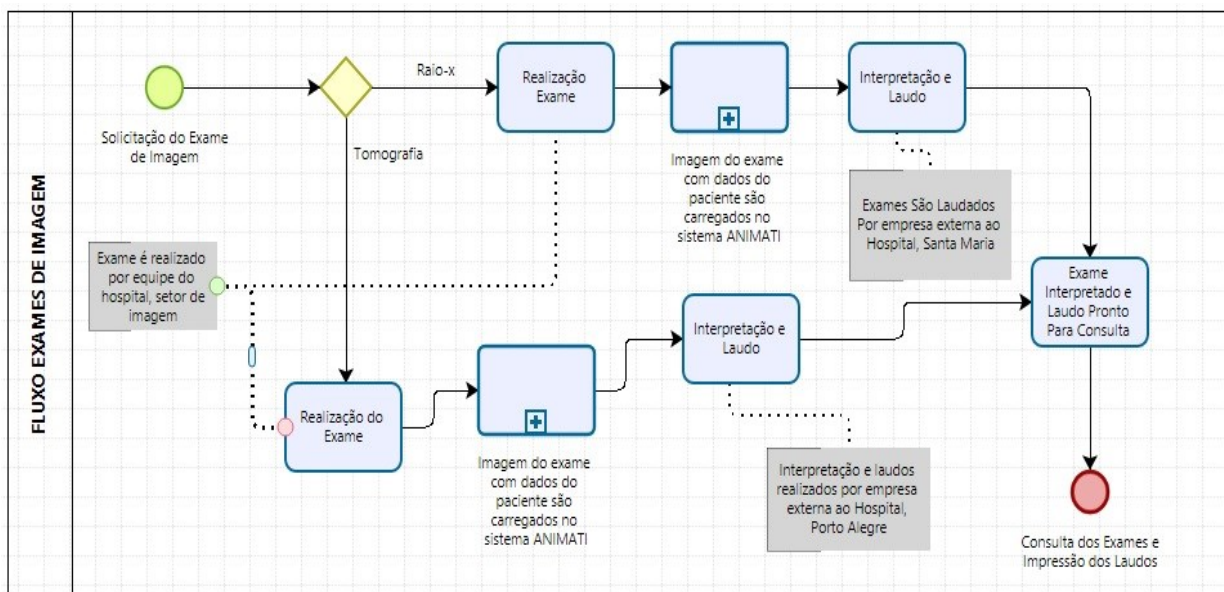 FLUXO EXAMES DE IMAGEM
Solicitação do Exame
de Imagem
Raio-x
Tomografia
Realização
Exame
Imagem do exame
com dados do
paciente são
carregados no
sistema ANIMATI
Interpretação e
Laudo
Exames São Laudados
Por empresa externa ao
Hospital, Santa Maria
Exame é realizado
por equipe do
hospital, setor de
imagem
Realização do
Exame
Imagem do exame
com dados do
paciente são
carregados no
sistema ANIMATI
Interpretação e
Laudo
Interpretação e laudos
realizados por empresa
externa ao Hospital,
Porto Alegre
Exame
Interpretado e
Laudo Pronto
Para Consulta
Consulta dos Exames e
Impressão dos Laudos